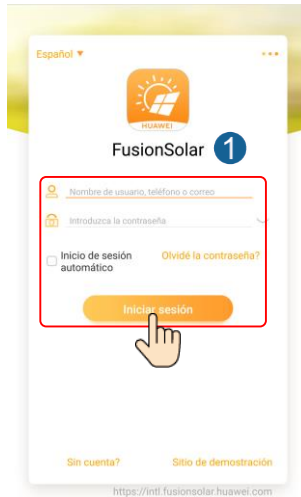 Español ▼
HUAWEI
FusionSolar
1
Nombre de usuario, teléfono o correo
Introduzca la contraseña
Inicio de sesión
automático
Olvidé la contraseña?
Iniciar sesión
Sin cuenta?
Sitio de demostración
https://intl.fusionsolar.huawei.com